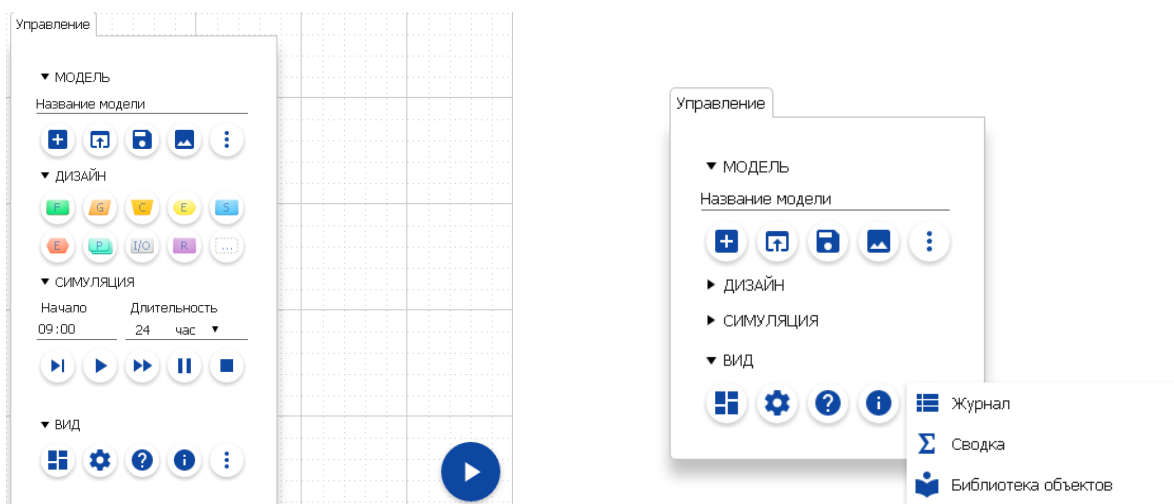 Управление
МОДЕЛЬ
Название модели
ДИЗАЙН
F G C E S
E P I/O R ...
СИМУЛЯЦИЯ
Начало Длительность
09:00 24 час
ВИД
Управление
МОДЕЛЬ
Название модели
ДИЗАЙН
СИМУЛЯЦИЯ
ВИД
Журнал
Σ Сводка
Библиотека объектов